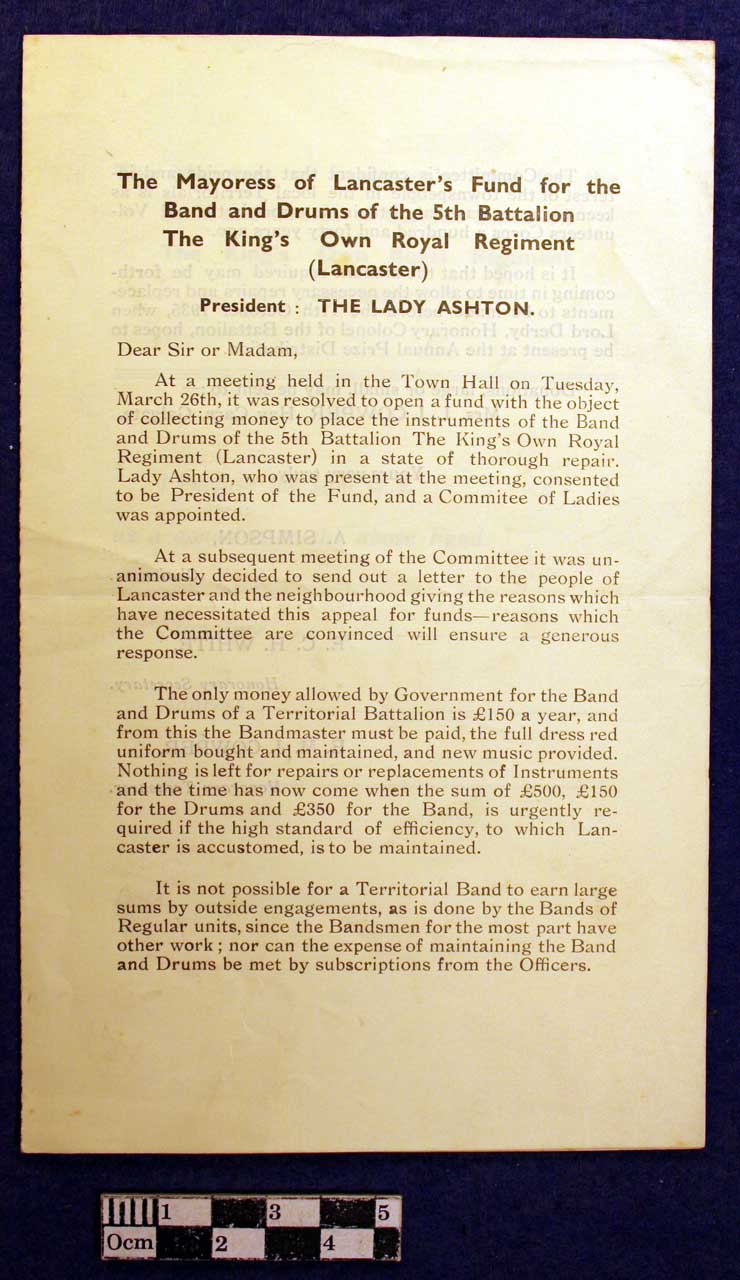 The Mayoress of Lancaster's Fund for the
Band and Drums of the 5th Battalion
The King's Own Royal Regiment
(Lancaster)
President : THE LADY ASHTON.
Dear Sir or Madam,
At a meeting held in the Town Hall on Tuesday,
March 26th, it was resolved to open a fund with the object
of collecting money to place the instruments of the Band
and Drums of the 5th Battalion The King's Own Royal
Regiment (Lancaster) in a state of thorough repair.
Lady Ashton, who was present at the meeting, consented
to be President of the Fund, and a Commitee of Ladies
was appointed.
At a subsequent meeting of the Committee it was un-
animously decided to send out a letter to the people of
Lancaster and the neighbourhood giving the reasons which
have necessitated this appeal for funds—reasons which
the Committee are convinced will ensure a generous
response.
The only money allowed by Government for the Band
and Drums of a Territorial Battalion is £150 a year, and
from this the Bandmaster must be paid, the full dress red
uniform bought and maintained, and new music provided.
Nothing is left for repairs or replacements of Instruments
and the time has now come when the sum of £500, £150
for the Drums and £350 for the Band, is urgently re-
quired if the high standard of efficiency, to which Lan-
caster is accustomed, is to be maintained.
It is not possible for a Territorial Band to earn large
sums by outside engagements, as is done by the Bands of
Regular units, since the Bandsmen for the most part have
other work ; nor can the expense of maintaining the Band
and Drums be met by subscriptions from the Officers.
1 3 5
0cm 2 4